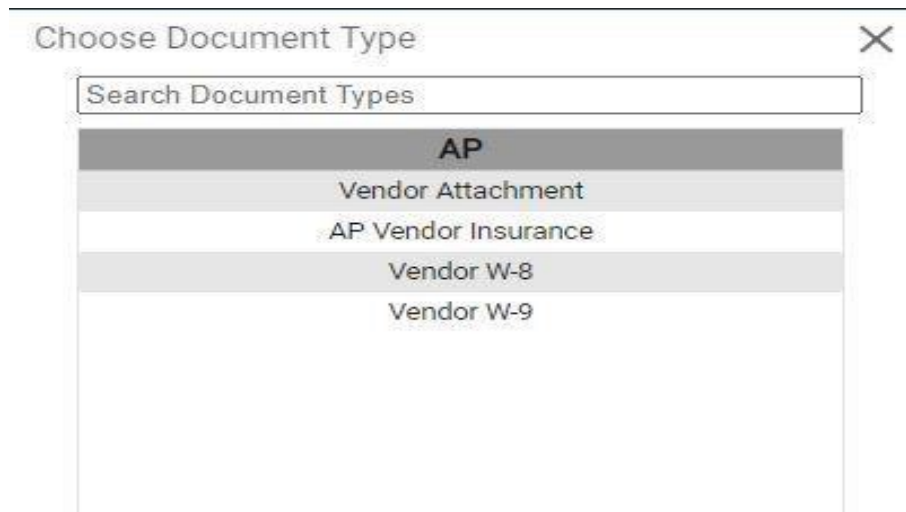 Choose Document Type
Search Document Types
AP
Vendor Attachment
AP Vendor Insurance
Vendor W-8
Vendor W-9